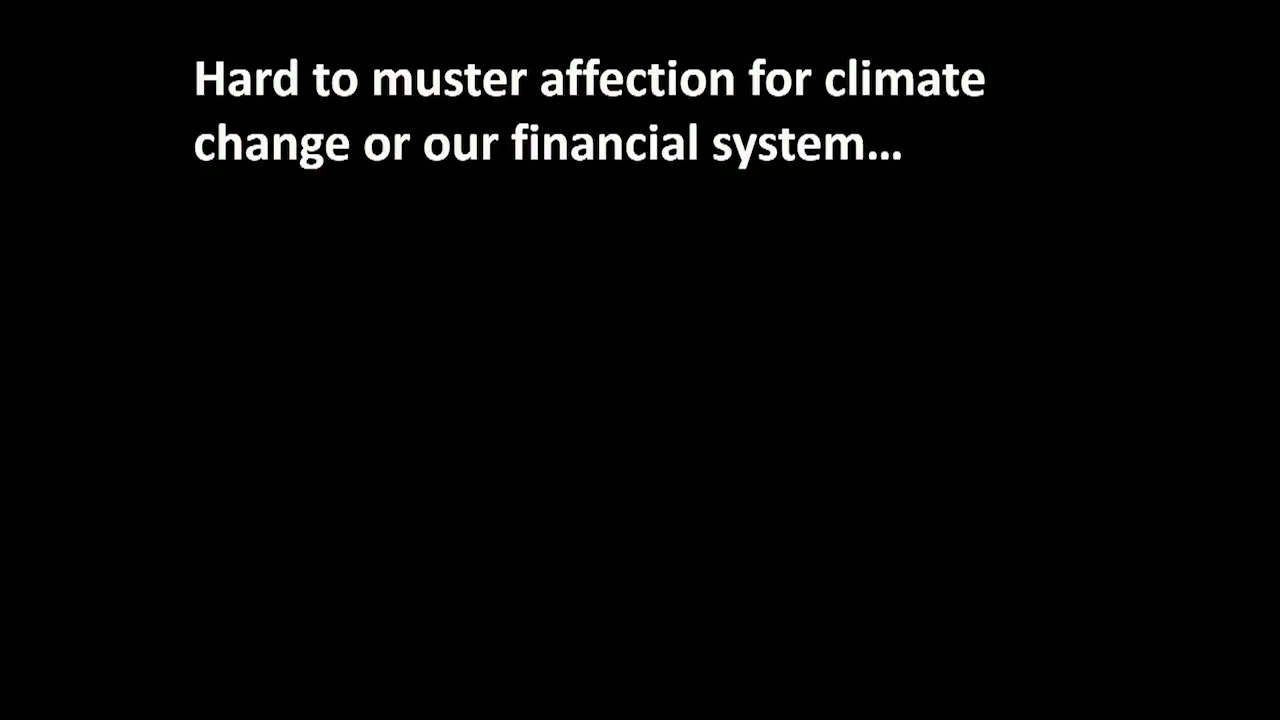 Hard to muster affection for climate
change or our financial system…